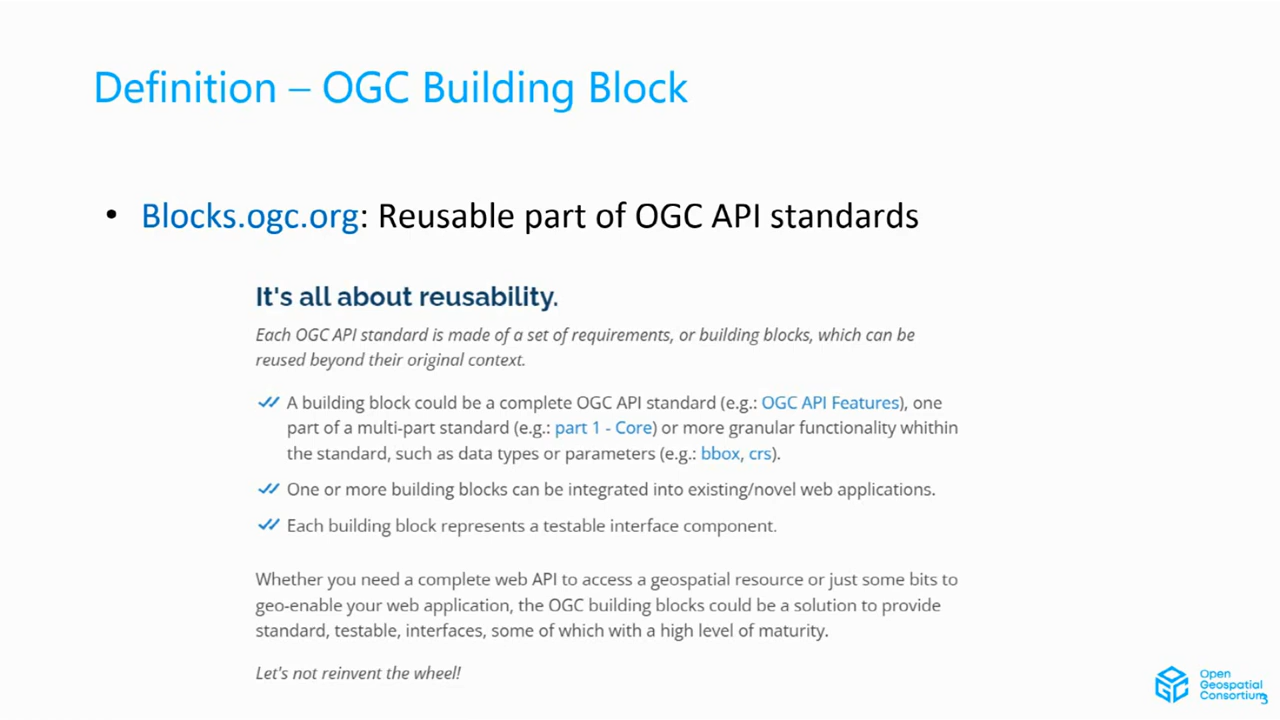 Definition – OGC Building Block
• Blocks.ogc.org: Reusable part of OGC API standards
It's all about reusability.
Each OGC API standard is made of a set of requirements, or building blocks, which can be
reused beyond their original context.
A building block could be a complete OGC API standard (e.g.: OGC API Features), one
part of a multi-part standard (e.g.: part 1 - Core) or more granular functionality whithin
the standard, such as data types or parameters (e.g.: bbox, crs).
One or more building blocks can be integrated into existing/novel web applications.
Each building block represents a testable interface component.
Whether you need a complete web API to access a geospatial resource or just some bits to
geo-enable your web application, the OGC building blocks could be a solution to provide
standard, testable, interfaces, some of which with a high level of maturity.
Let's not reinvent the wheel!
OGC
Open
Geospatial
Consortium
3